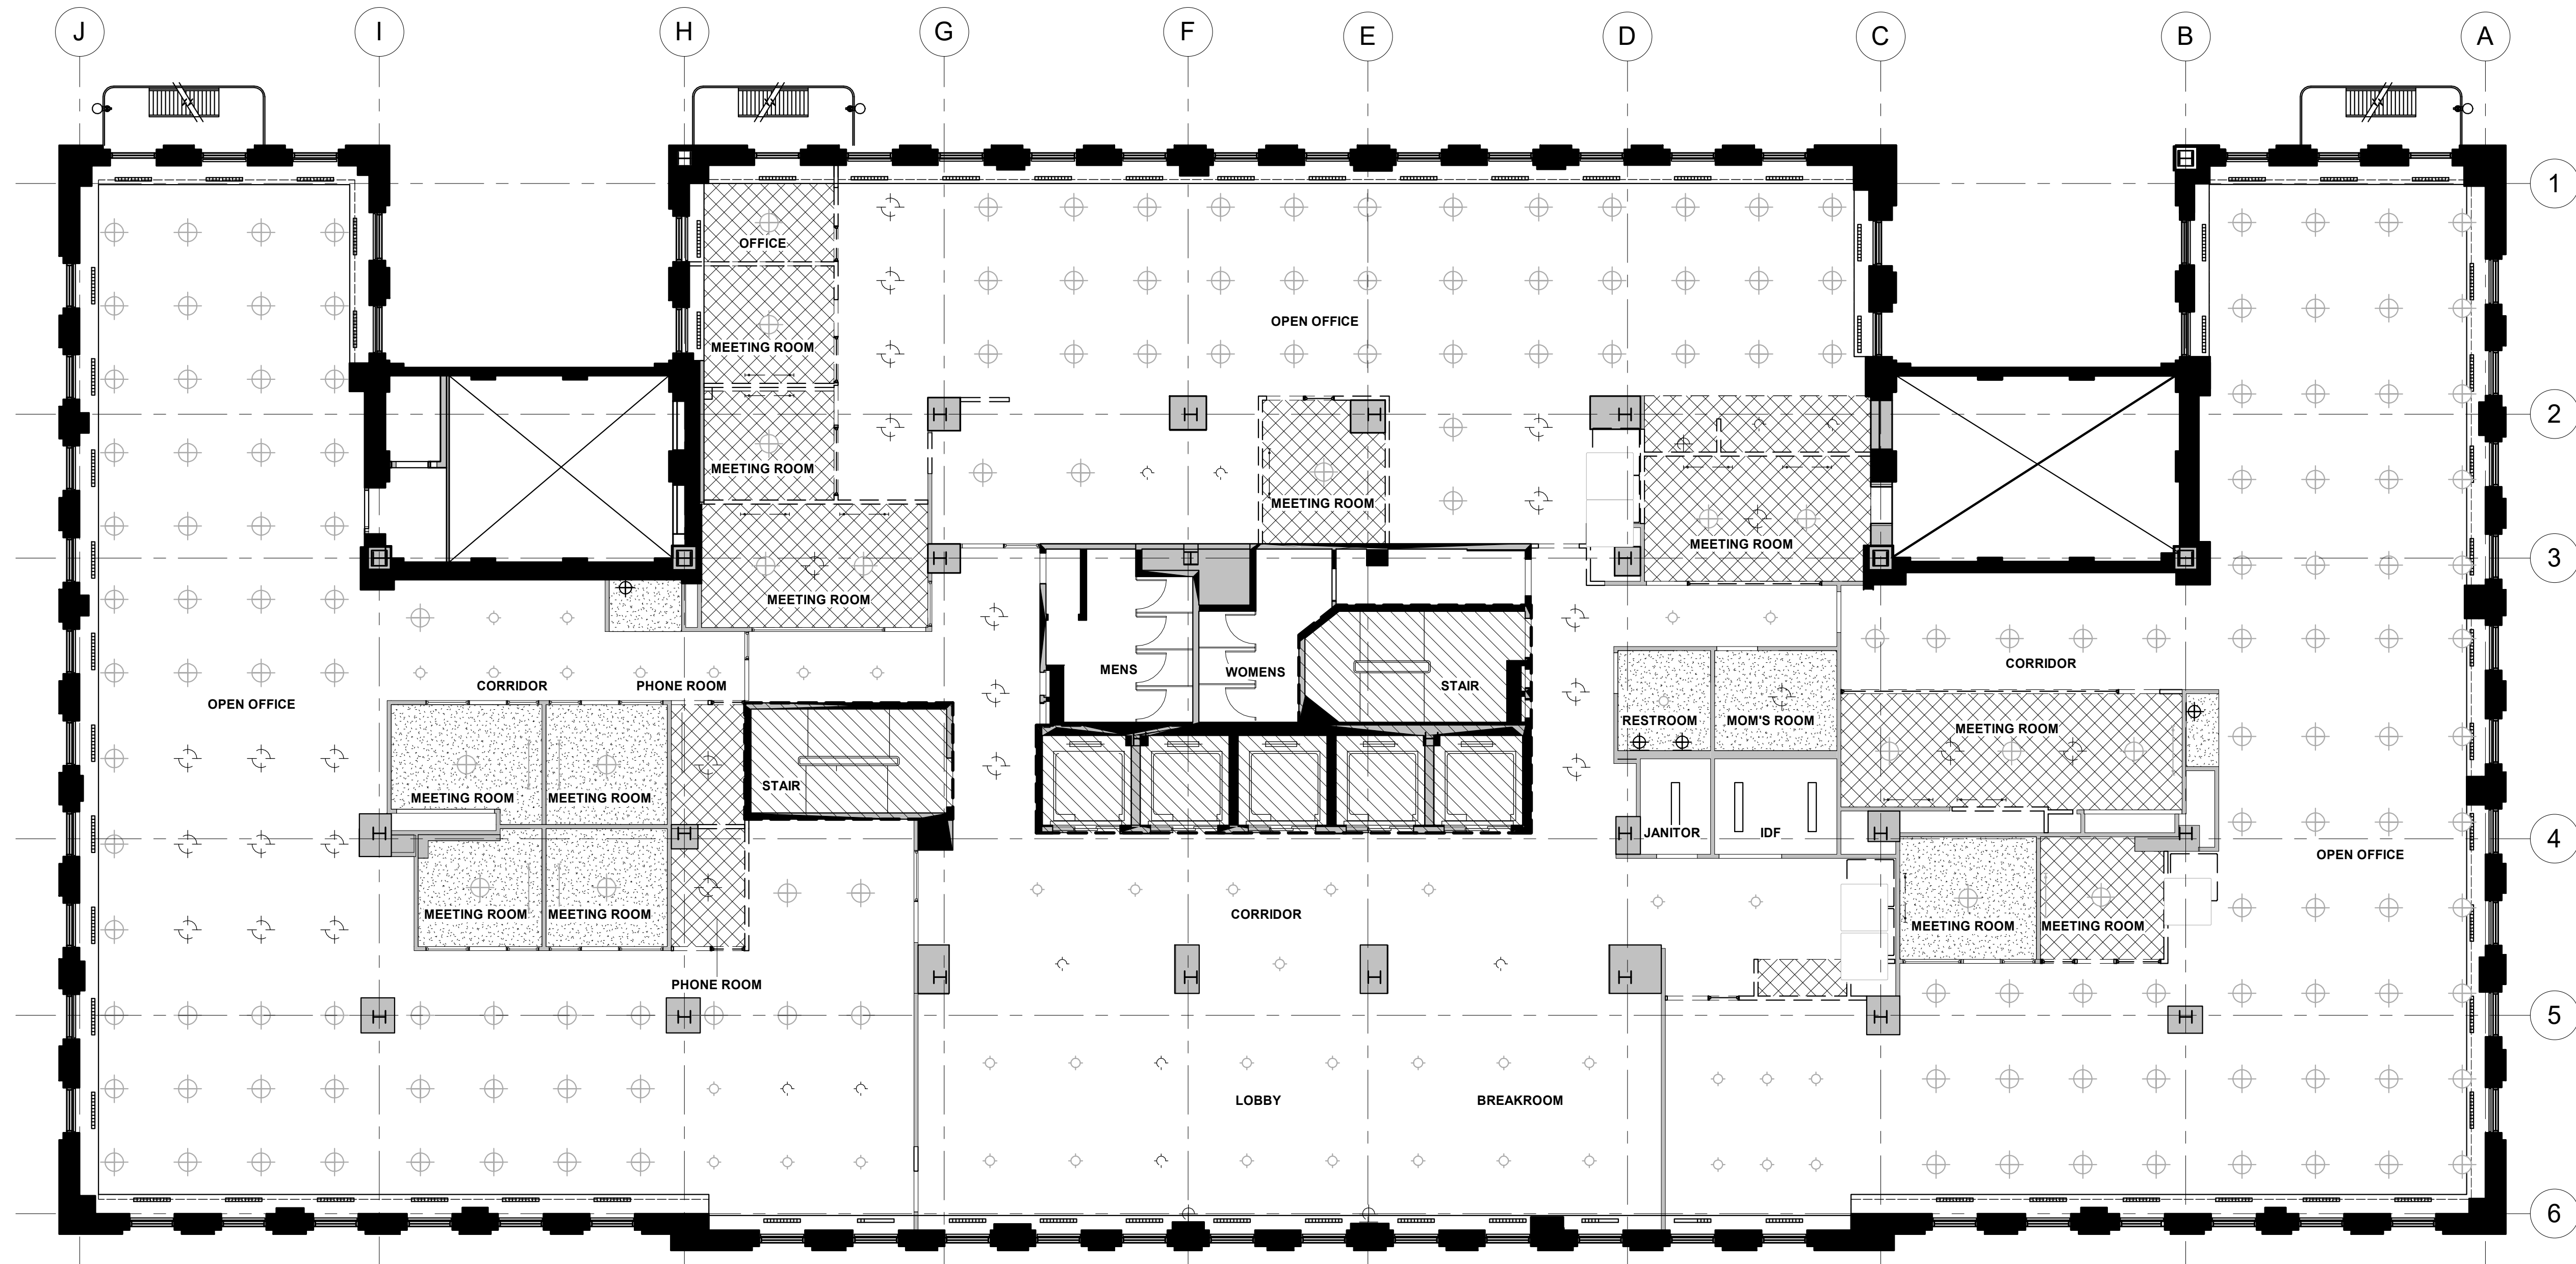 J I H G F E D C B A
1
OFFICE
OPEN OFFICE
MEETING ROOM
2
MEETING ROOM
MEETING ROOM
MEETING ROOM
3
MEETING ROOM
CORRIDOR
MENS
WOMENS
CORRIDOR
PHONE ROOM
STAIR
OPEN OFFICE
RESTROOM
MOM'S ROOM
MEETING ROOM
STAIR
MEETING ROOM
MEETING ROOM
JANITOR
IDF
4
OPEN OFFICE
MEETING ROOM
MEETING ROOM
CORRIDOR
MEETING ROOM
MEETING ROOM
PHONE ROOM
5
LOBBY
BREAKROOM
6